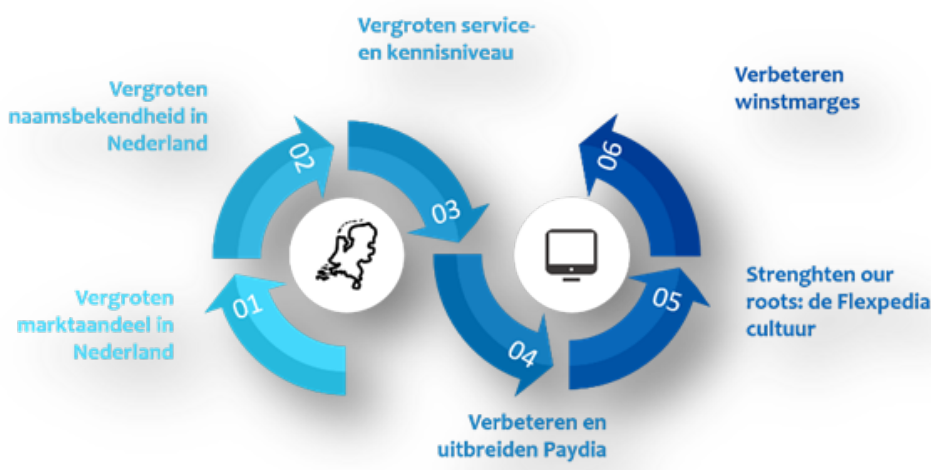 Vergroten service-
en kennisniveau
Vergroten
naamsbekendheid in
Nederland
Verbeteren
winstmarges
02
06
03
01
Vergroten
marktaandeel in
Nederland
05
Strenghten our
roots: de Flexpedia
cultuur
04
Verbeteren en
uitbreiden Paydia